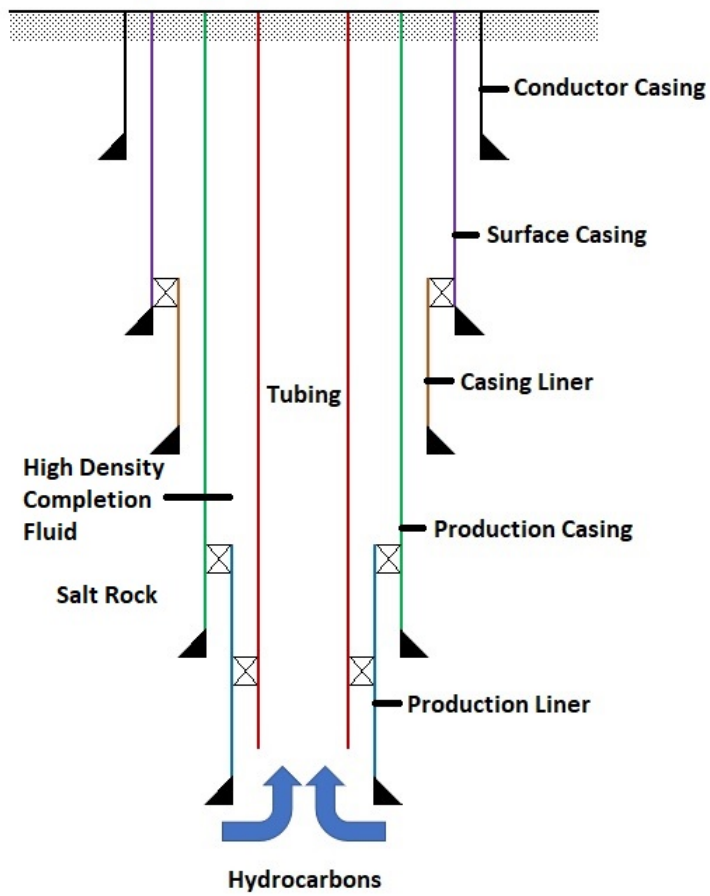 Conductor Casing
Surface Casing
Casing Liner
Tubing
High Density
Completion
Fluid
Production Casing
Salt Rock
Production Liner
Hydrocarbons